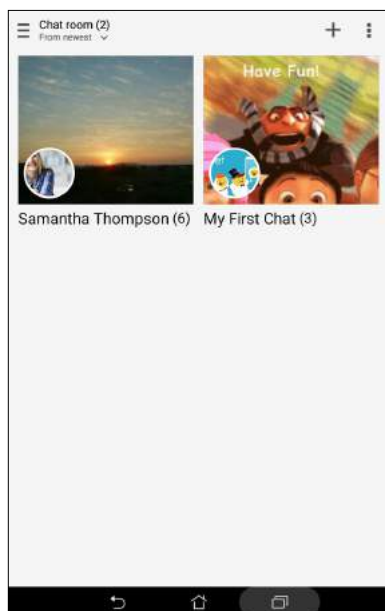 Chat room (2)
From newest
Have Fun!
Samantha Thompson (6)
My First Chat (3)